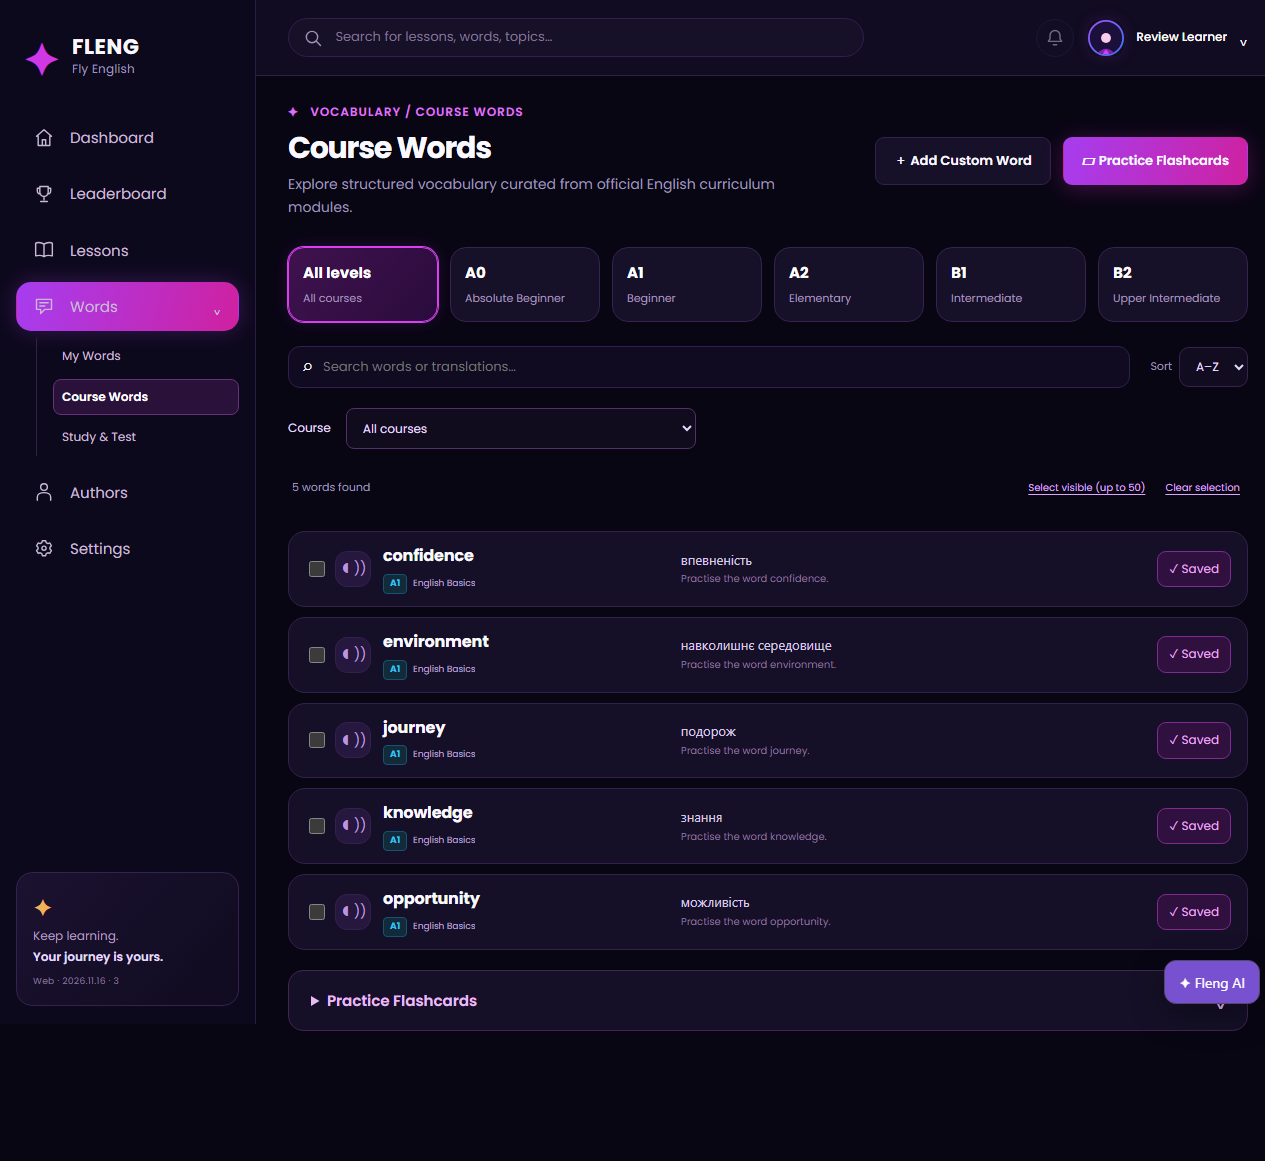 FLENG
Fly English
Search for lessons, words, topics...
Review Learner
Dashboard
Leaderboard
Lessons
Words
My Words
Course Words
Study & Test
Authors
Settings
Keep learning.
Your journey is yours.
Web · 2026.11.16 · 3
VOCABULARY / COURSE WORDS
Course Words
Explore structured vocabulary curated from official English curriculum
modules.
+ Add Custom Word
Practice Flashcards
All levels
All courses
A0
Absolute Beginner
A1
Beginner
A2
Elementary
B1
Intermediate
B2
Upper Intermediate
Search words or translations...
Sort
A–Z
Course
All courses
5 words found
Select visible (up to 50)
Clear selection
confidence
A1 English Basics
впевненість
Practise the word confidence.
✓ Saved
environment
A1 English Basics
навколишнє середовище
Practise the word environment.
✓ Saved
journey
A1 English Basics
подорож
Practise the word journey.
✓ Saved
knowledge
A1 English Basics
знання
Practise the word knowledge.
✓ Saved
opportunity
A1 English Basics
можливість
Practise the word opportunity.
✓ Saved
Practice Flashcards
Fleng AI